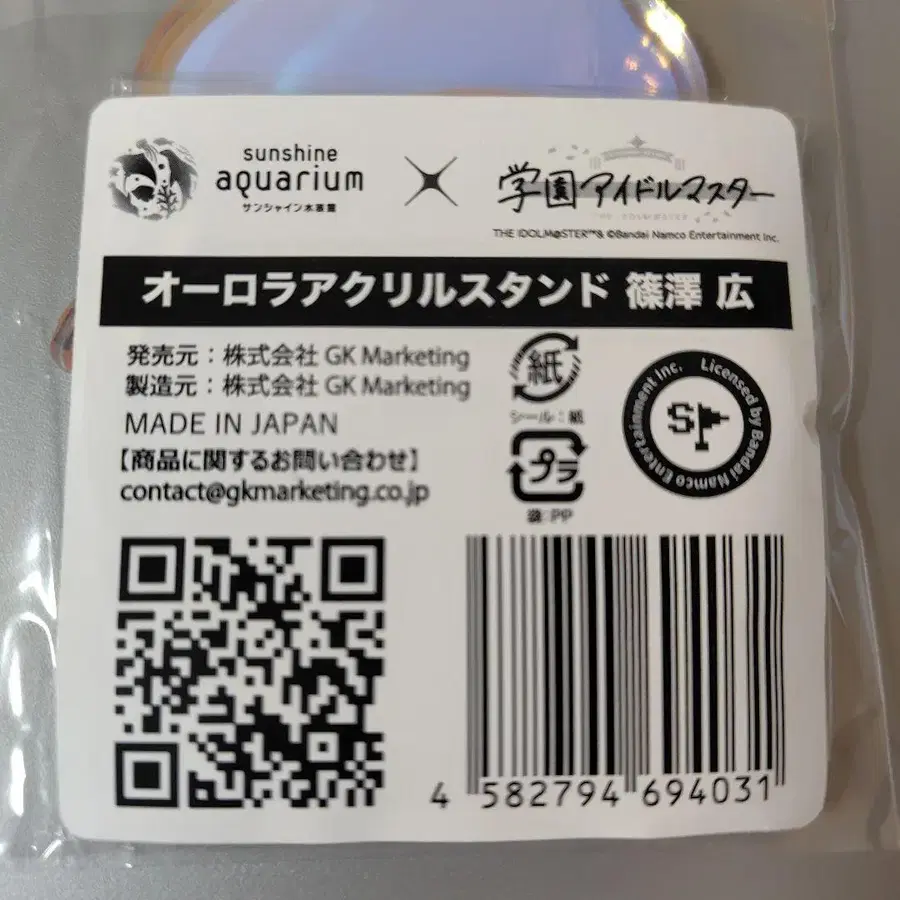 sunshine
aquarium
サンシャイン水族館
学園アイドルマスター
THE IDOLM@STER™& ©Bandai Namco Entertainment Inc.
オーロラアクリルスタンド 篠澤 広
発売元：株式会社 GK Marketing
製造元：株式会社 GK Marketing
MADE IN JAPAN
【商品に関するお問い合わせ】
contact@gkmarketing.co.jp
紙
シール：紙
プラ
袋：PP
Licensed by Bandai Namco Entertainment Inc.
SP
4 582794 694031